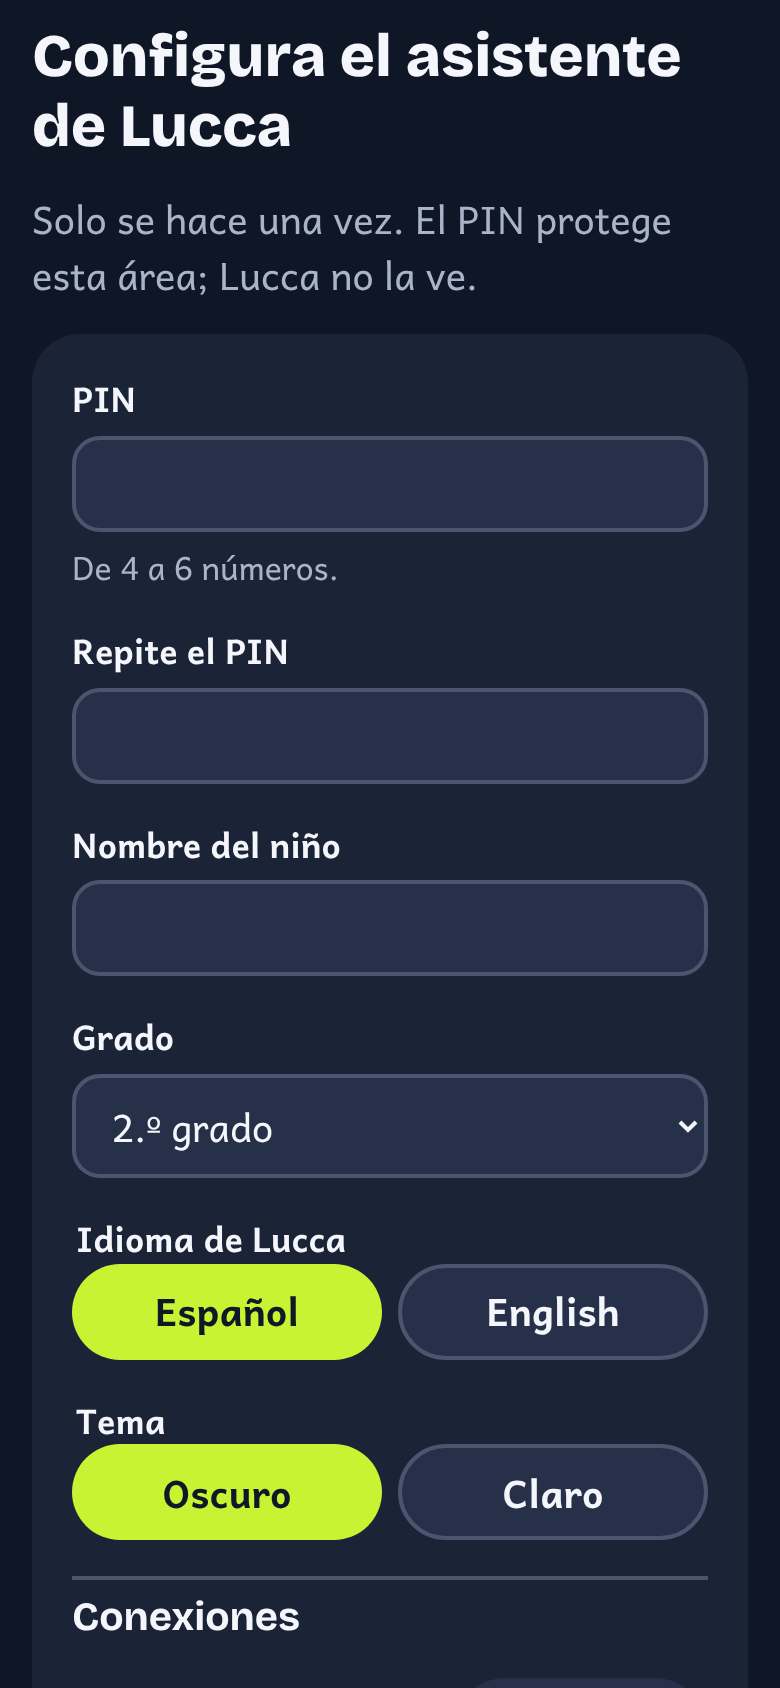 Configura el asistente
de Lucca
Solo se hace una vez. El PIN protege
esta área; Lucca no la ve.
PIN
De 4 a 6 números.
Repite el PIN
Nombre del niño
Grado
2.º grado
Idioma de Lucca
Español
English
Tema
Oscuro
Claro
Conexiones